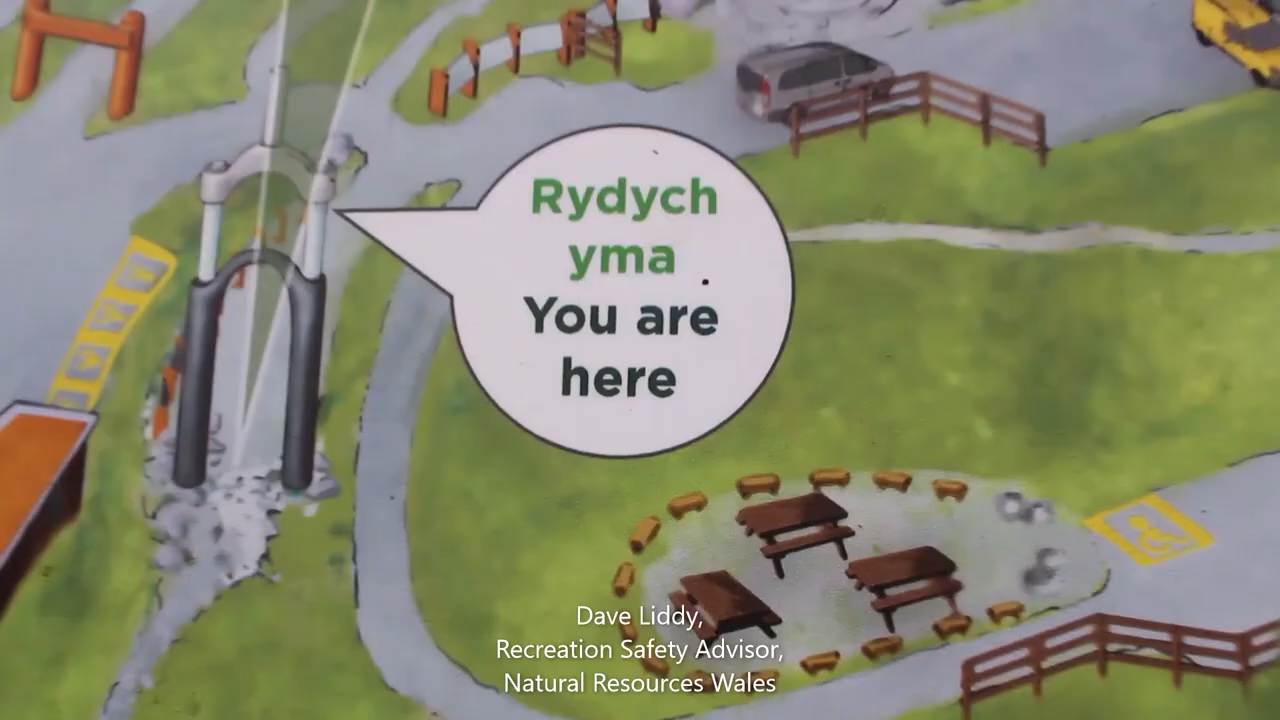 Rydych
yma
You are
here
Dave Liddy,
Recreation Safety Advisor,
Natural Resources Wales